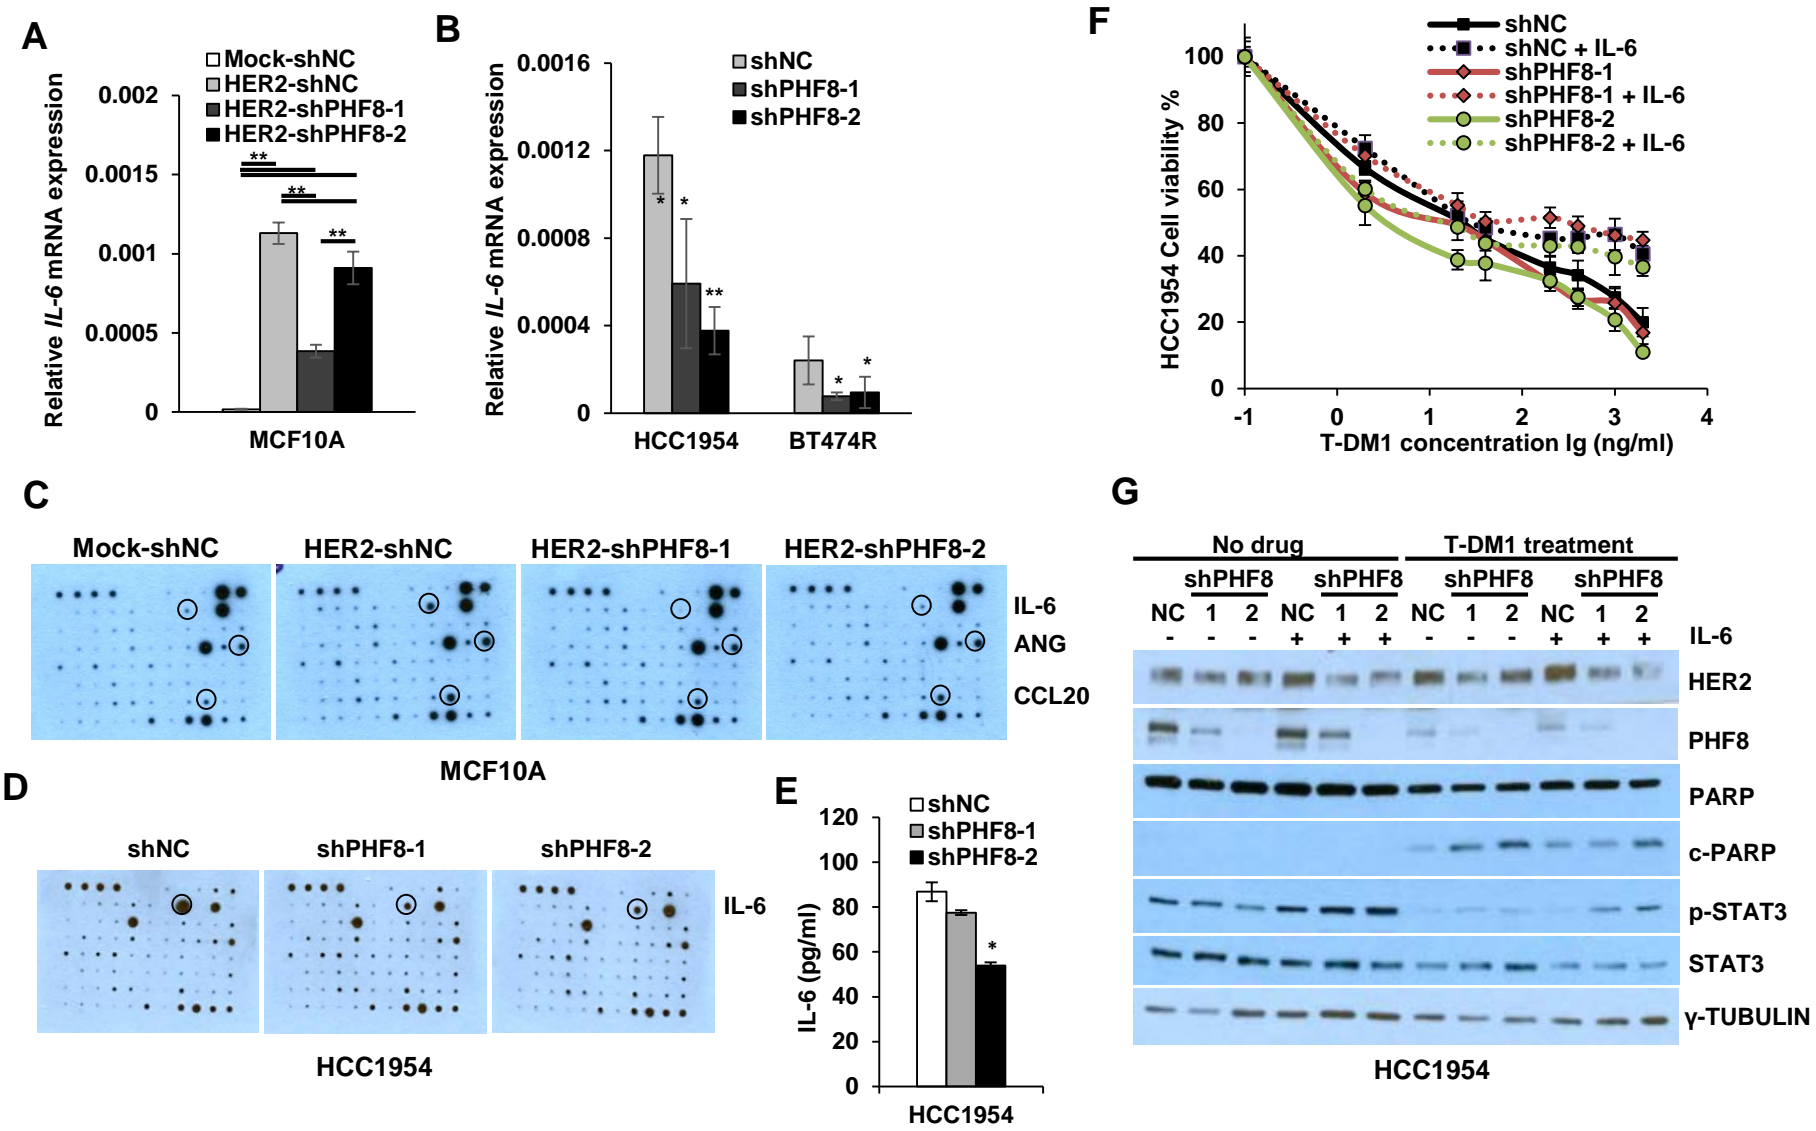 A
Mock-shNC
HER2-shNC
HER2-shPHF8-1
HER2-shPHF8-2
Relative IL-6 mRNA expression
0.002
0.0015
0.001
0.0005
0
**
**
**
MCF10A
B
shNC
shPHF8-1
shPHF8-2
Relative IL-6 mRNA expression
0.0016
0.0012
0.0008
0.0004
0
*
*
**
*
*
HCC1954
BT474R
C
Mock-shNC
HER2-shNC
HER2-shPHF8-1
HER2-shPHF8-2
IL-6
ANG
CCL20
MCF10A
D
shNC
shPHF8-1
shPHF8-2
IL-6
HCC1954
E
shNC
shPHF8-1
shPHF8-2
IL-6 (pg/ml)
120
100
80
60
40
20
0
*
HCC1954
F
shNC
shNC + IL-6
shPHF8-1
shPHF8-1 + IL-6
shPHF8-2
shPHF8-2 + IL-6
HCC1954 Cell viability %
100
80
60
40
20
0
-1 0 1 2 3 4
T-DM1 concentration lg (ng/ml)
G
No drug T-DM1 treatment
shPHF8 shPHF8 shPHF8 shPHF8
NC 1 2 NC 1 2 NC 1 2 NC 1 2
- - - + + + - - - + + + IL-6
HER2
PHF8
PARP
c-PARP
p-STAT3
STAT3
γ-TUBULIN
HCC1954